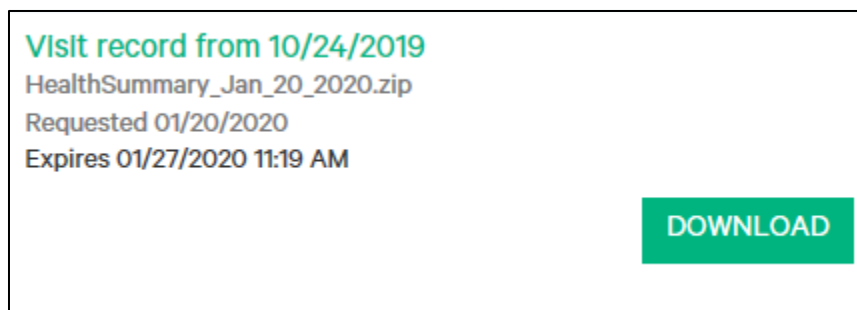 Visit record from 10/24/2019
HealthSummary_Jan_20_2020.zip
Requested 01/20/2020
Expires 01/27/2020 11:19 AM
DOWNLOAD